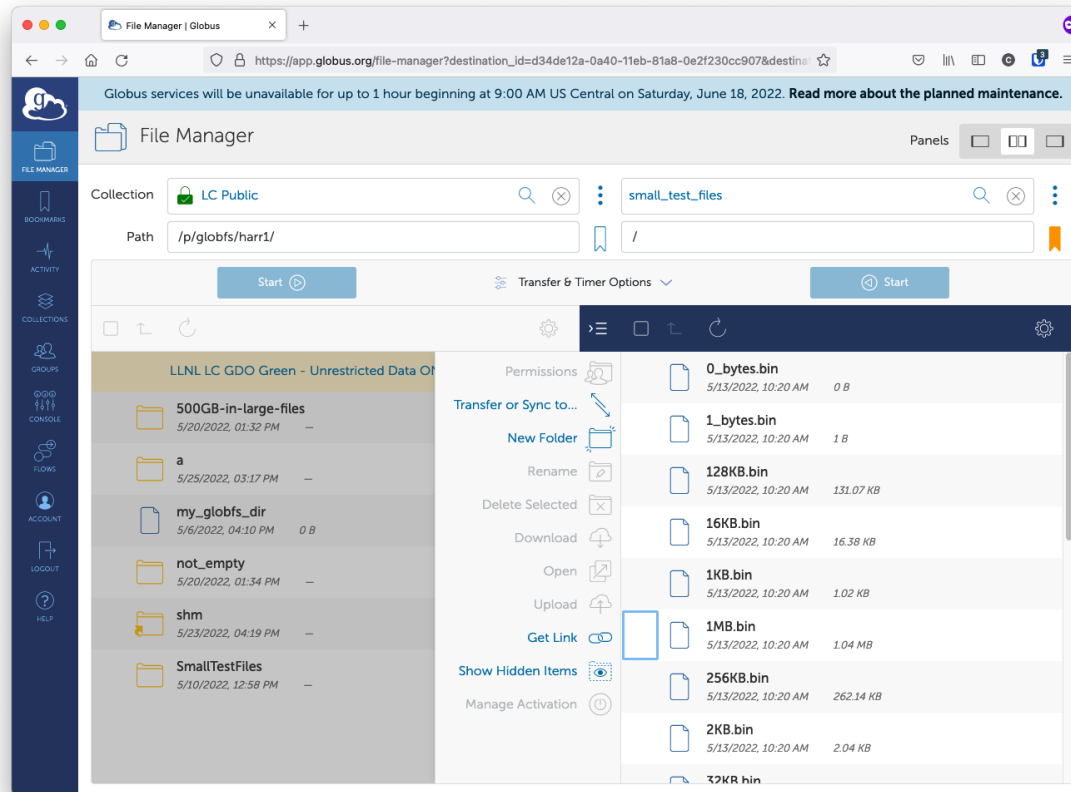 File Manager | Globus
https://app.globus.org/file-manager?destination_id=d34de12a-0a40-11eb-81a8-0e2f230cc907&destina
3
Globus services will be unavailable for up to 1 hour beginning at 9:00 AM US Central on Saturday, June 18, 2022. Read more about the planned maintenance.
g
File Manager
Panels
FILE MANAGER
BOOKMARKS
ACTIVITY
COLLECTIONS
GROUPS
CONSOLE
FLOWS
ACCOUNT
LOGOUT
HELP
Collection
LC Public
small_test_files
Path
/p/globfs/harr1/
/
Start
Transfer & Timer Options
Start
LLNL LC GDO Green - Unrestricted Data ON
500GB-in-large-files
5/20/2022, 01:32 PM —
a
5/25/2022, 03:17 PM —
my_globfs_dir
5/6/2022, 04:10 PM 0 B
not_empty
5/20/2022, 01:34 PM —
shm
5/23/2022, 04:19 PM —
SmallTestFiles
5/10/2022, 12:58 PM —
Permissions
Transfer or Sync to...
New Folder
Rename
Delete Selected
Download
Open
Upload
Get Link
Show Hidden Items
Manage Activation
0_bytes.bin
5/13/2022, 10:20 AM 0 B
1_bytes.bin
5/13/2022, 10:20 AM 1 B
128KB.bin
5/13/2022, 10:20 AM 131.07 KB
16KB.bin
5/13/2022, 10:20 AM 16.38 KB
1KB.bin
5/13/2022, 10:20 AM 1.02 KB
1MB.bin
5/13/2022, 10:20 AM 1.04 MB
256KB.bin
5/13/2022, 10:20 AM 262.14 KB
2KB.bin
5/13/2022, 10:20 AM 2.04 KB
32KB.bin